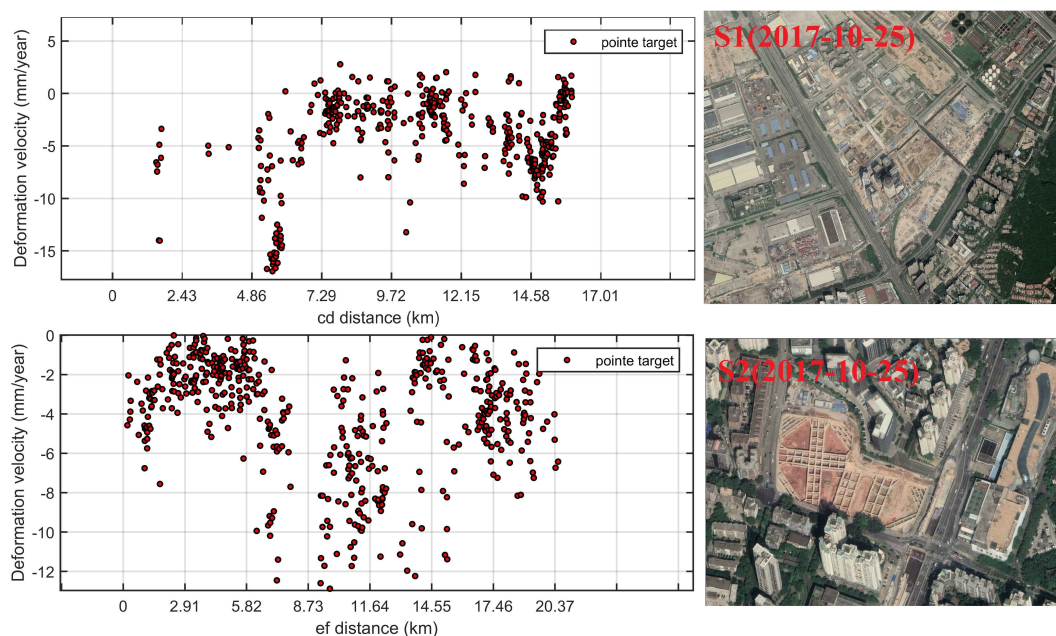 5
0
-5
-10
-15
Deformation velocity (mm/year)
pointe target
0 2.43 4.86 7.29 9.72 12.15 14.58 17.01
cd distance (km)
S1(2017-10-25)
0
-2
-4
-6
-8
-10
-12
Deformation velocity (mm/year)
pointe target
0 2.91 5.82 8.73 11.64 14.55 17.46 20.37
ef distance (km)
S2(2017-10-25)